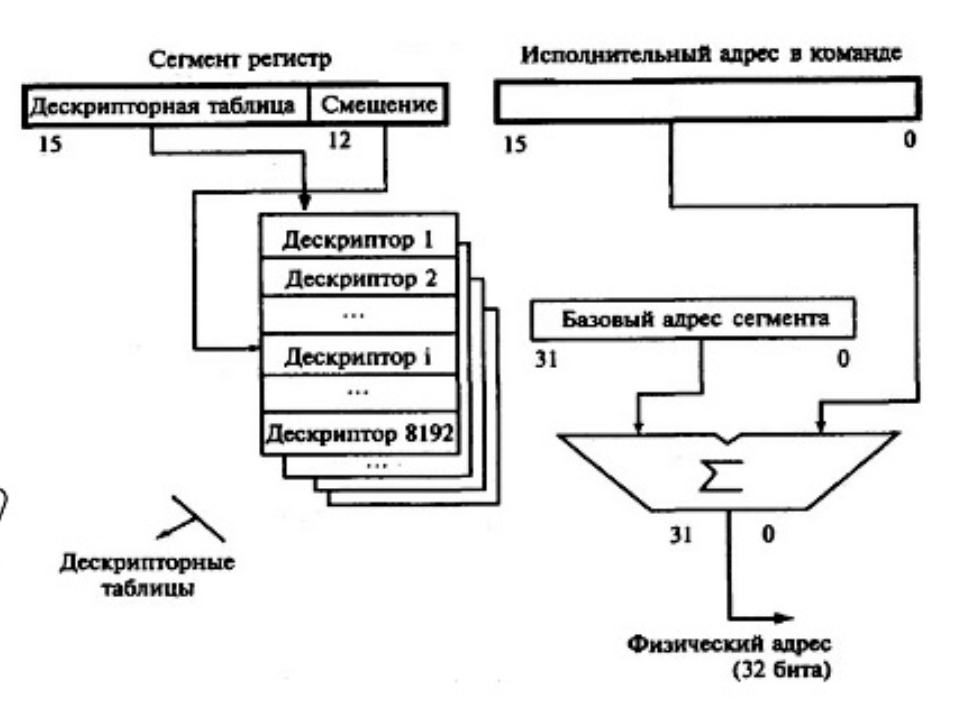 Сегмент регистр
Дескрипторная таблица Смещение
15 12
Исполнительный адрес в команде
15 0
Дескриптор 1
Дескриптор 2
...
Дескриптор i
...
Дескриптор 8192
...
Дескрипторные
таблицы
Базовый адрес сегмента
31 0
Σ
31 0
Физический адрес
(32 бита)